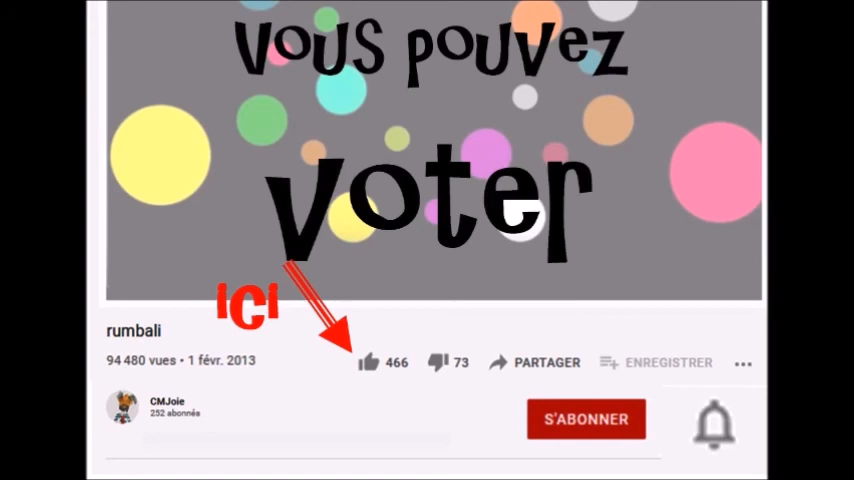 VOUS POUVEZ
voter
ici
rumbali
94 480 vues • 1 févr. 2013
466 73 PARTAGER ENREGISTRER
CMJoie
252 abonnés
S'ABONNER